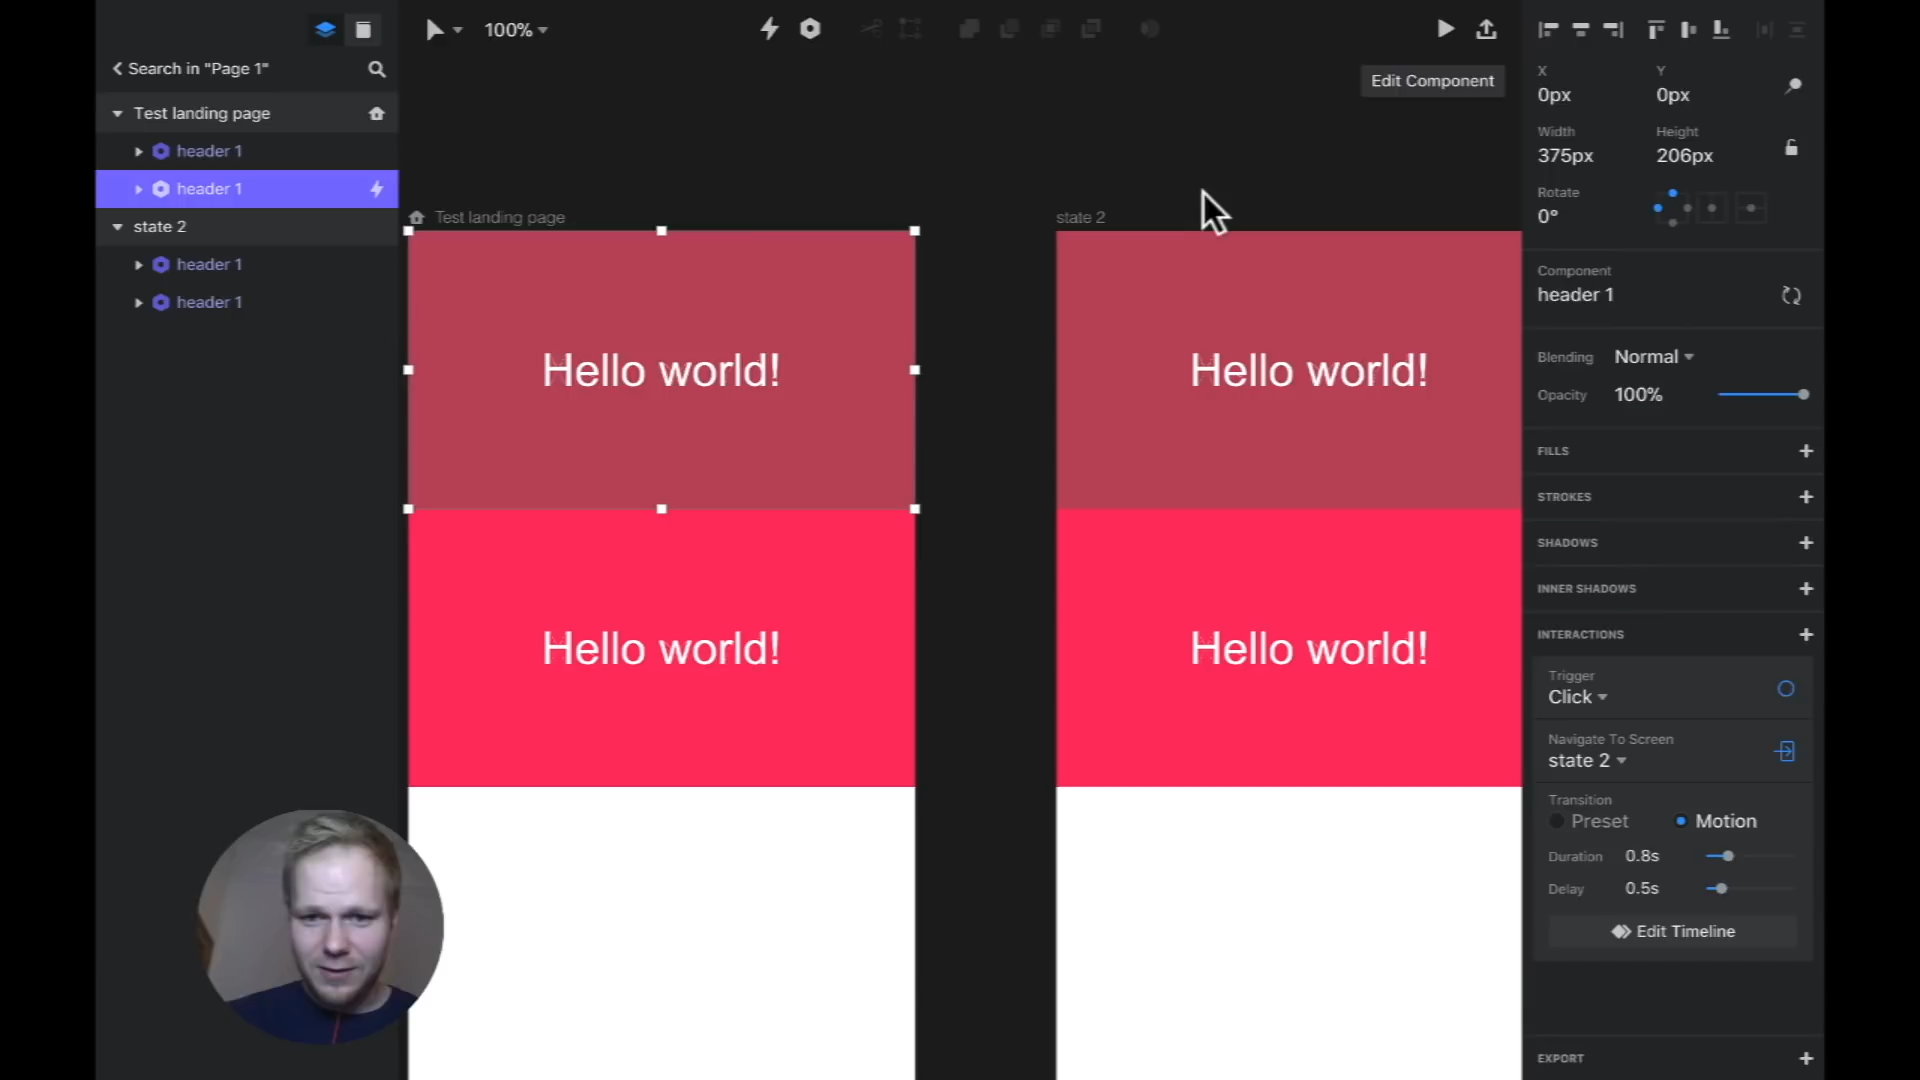 100%
Search in "Page 1"
Test landing page
header 1
header 1
state 2
header 1
header 1
Edit Component
Test landing page
Hello world!
Hello world!
state 2
Hello world!
Hello world!
X
Y
0px
0px
Width
Height
375px
206px
Rotate
0°
Component
header 1
Blending
Normal
Opacity
100%
FILLS
STROKES
SHADOWS
INNER SHADOWS
INTERACTIONS
Trigger
Click
Navigate To Screen
state 2
Transition
Preset
Motion
Duration
0.8s
Delay
0.5s
Edit Timeline
EXPORT